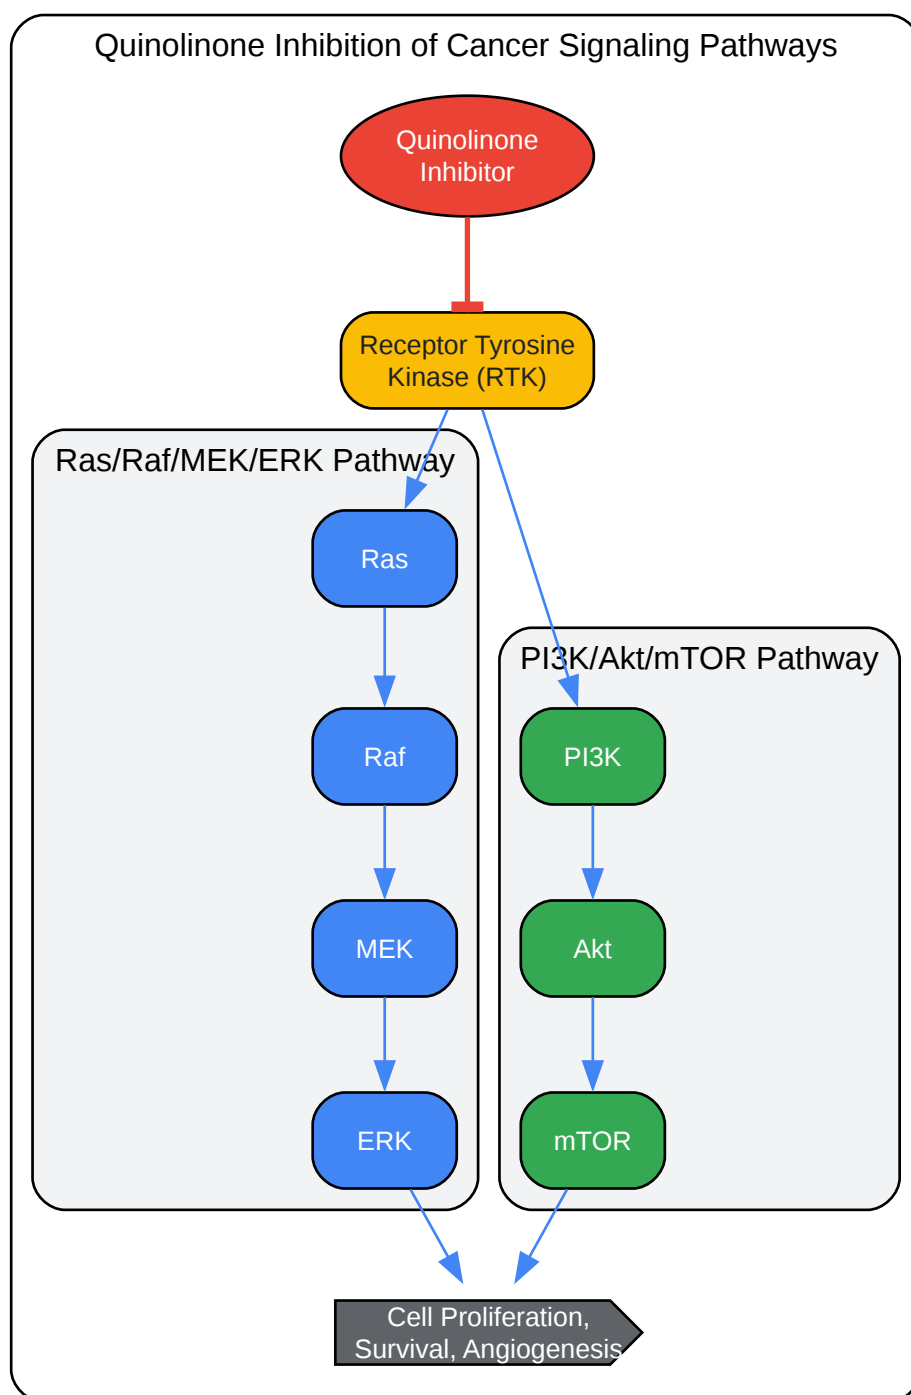 Quinolinone Inhibition of Cancer Signaling Pathways
Quinolinone
Inhibitor
Receptor Tyrosine
Kinase (RTK)
Ras/Raf/MEK/ERK Pathway
Ras
Raf
MEK
ERK
PI3K/Akt/mTOR Pathway
PI3K
Akt
mTOR
Cell Proliferation,
Survival, Angiogenesis